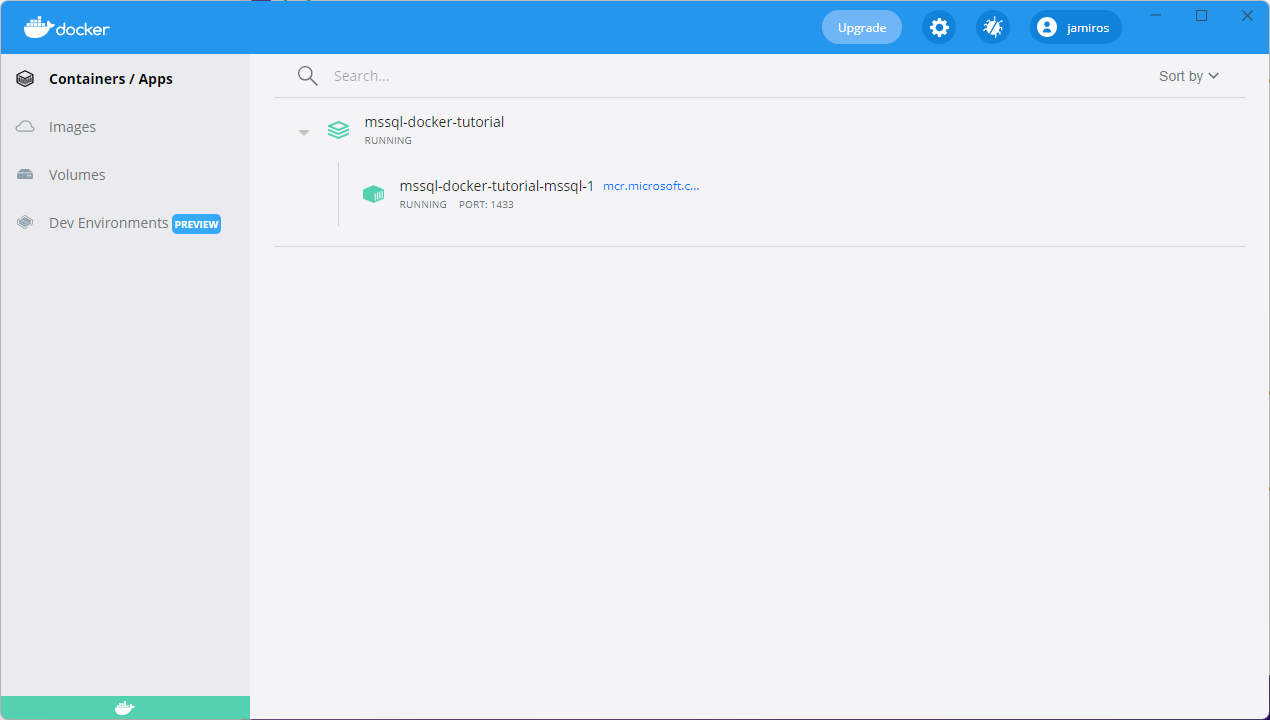 docker
Upgrade
jamiros
Containers / Apps
Images
Volumes
Dev Environments PREVIEW
Search...
Sort by
mssql-docker-tutorial
RUNNING
mssql-docker-tutorial-mssql-1 mcr.microsoft.c...
RUNNING PORT: 1433